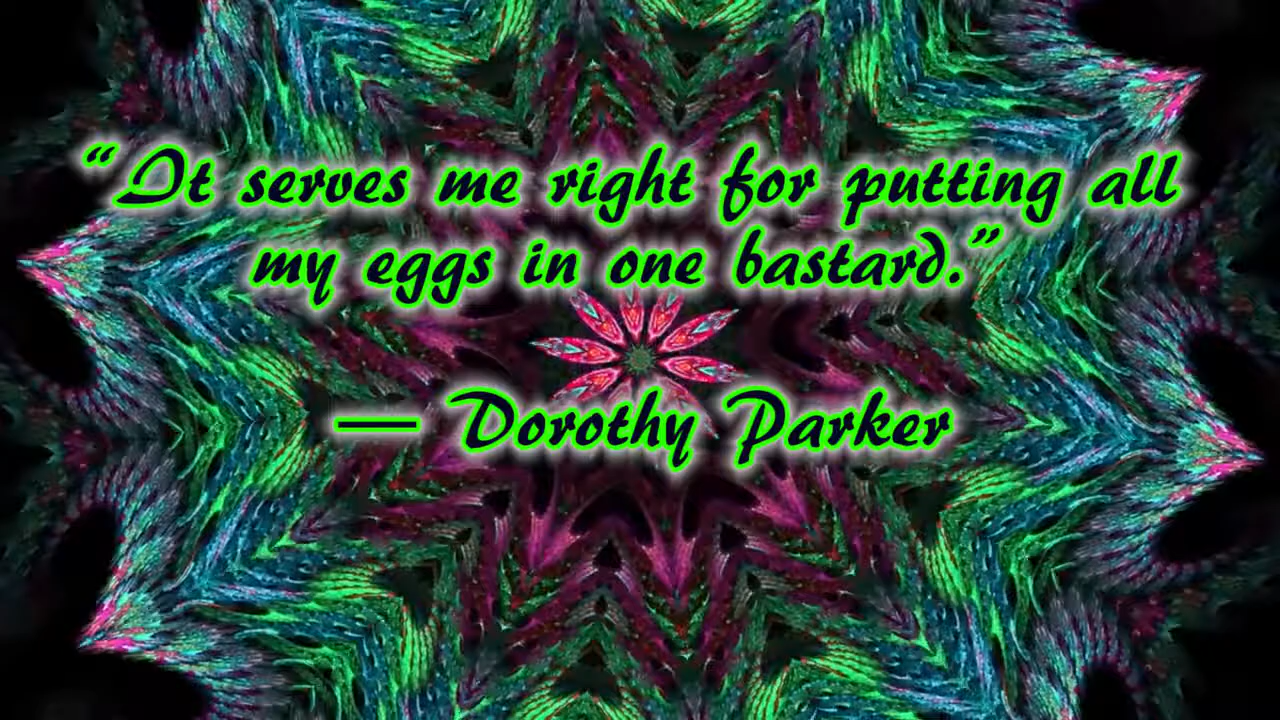 “It serves me right for putting all
my eggs in one bastard.”
— Dorothy Parker